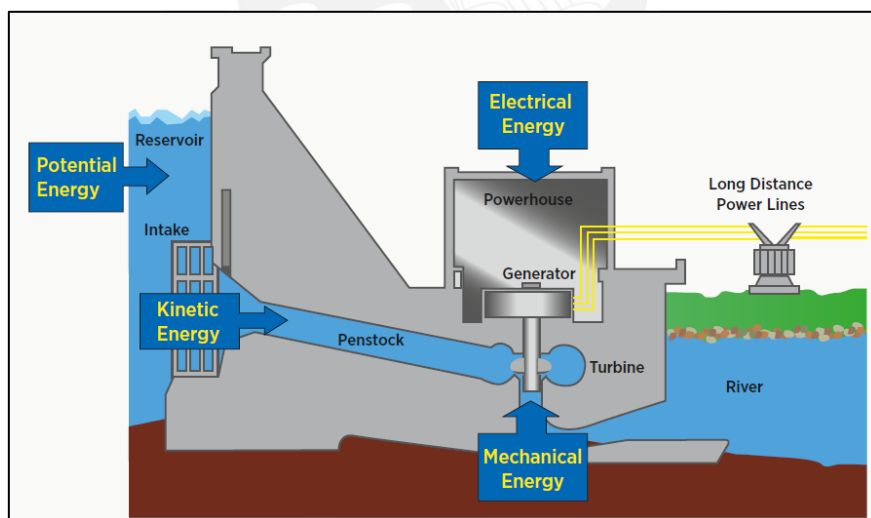 Reservoir
Potential
Energy
Intake
Kinetic
Energy
Penstock
Electrical
Energy
Powerhouse
Generator
Turbine
Mechanical
Energy
Long Distance
Power Lines
River